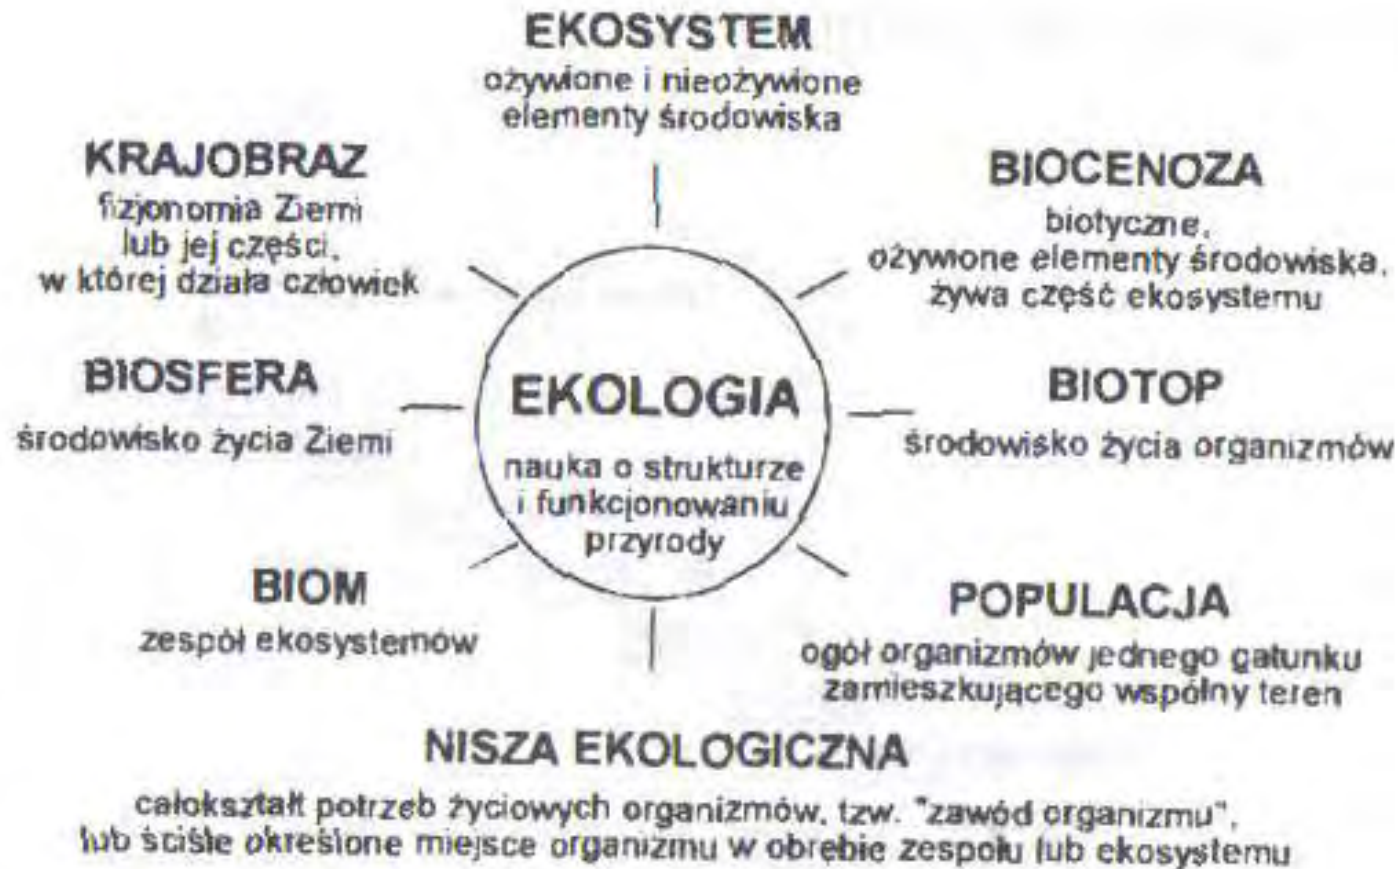 EKOSYSTEM
ożywione i nieożywione
elementy środowiska
KRAJOBRAZ
fizjonomia Ziemi
lub jej części,
w której działa człowiek
BIOCENOZA
biotyczne,
ożywione elementy środowiska,
żywa część ekosystemu
BIOSFERA
środowisko życia Ziemi
EKOLOGIA
nauka o strukturze
i funkcjonowaniu
przyrody
BIOTOP
środowisko życia organizmów
BIOM
zespół ekosystemów
POPULACJA
ogół organizmów jednego gatunku
zamieszkującego wspólny teren
NISZA EKOLOGICZNA
całokształt potrzeb życiowych organizmów, tzw. "zawód organizmu",
lub ściśle określone miejsce organizmu w obrębie zespołu lub ekosystemu